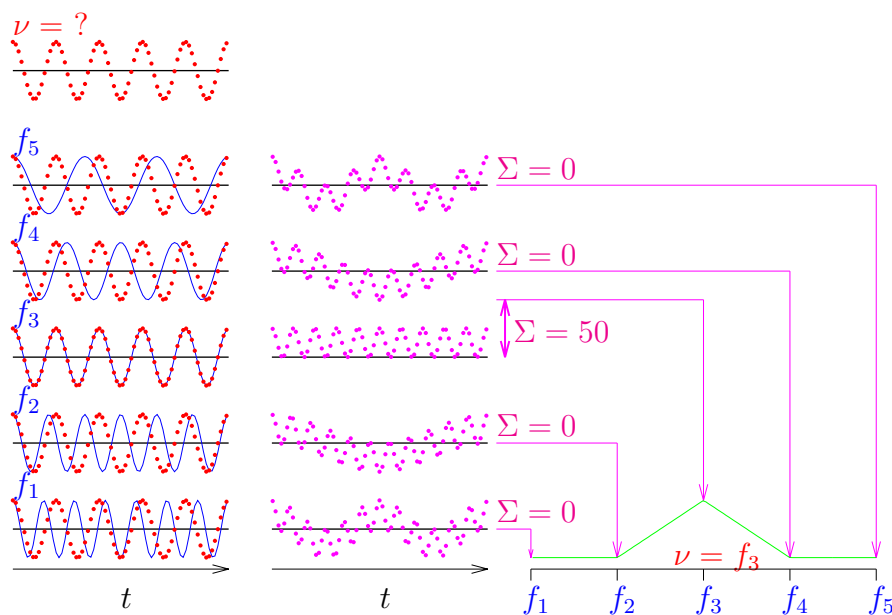 ν = ?
f₅
Σ = 0
f₄
Σ = 0
f₃
Σ = 50
f₂
Σ = 0
f₁
Σ = 0
ν = f₃
t
t
f₁ f₂ f₃ f₄ f₅